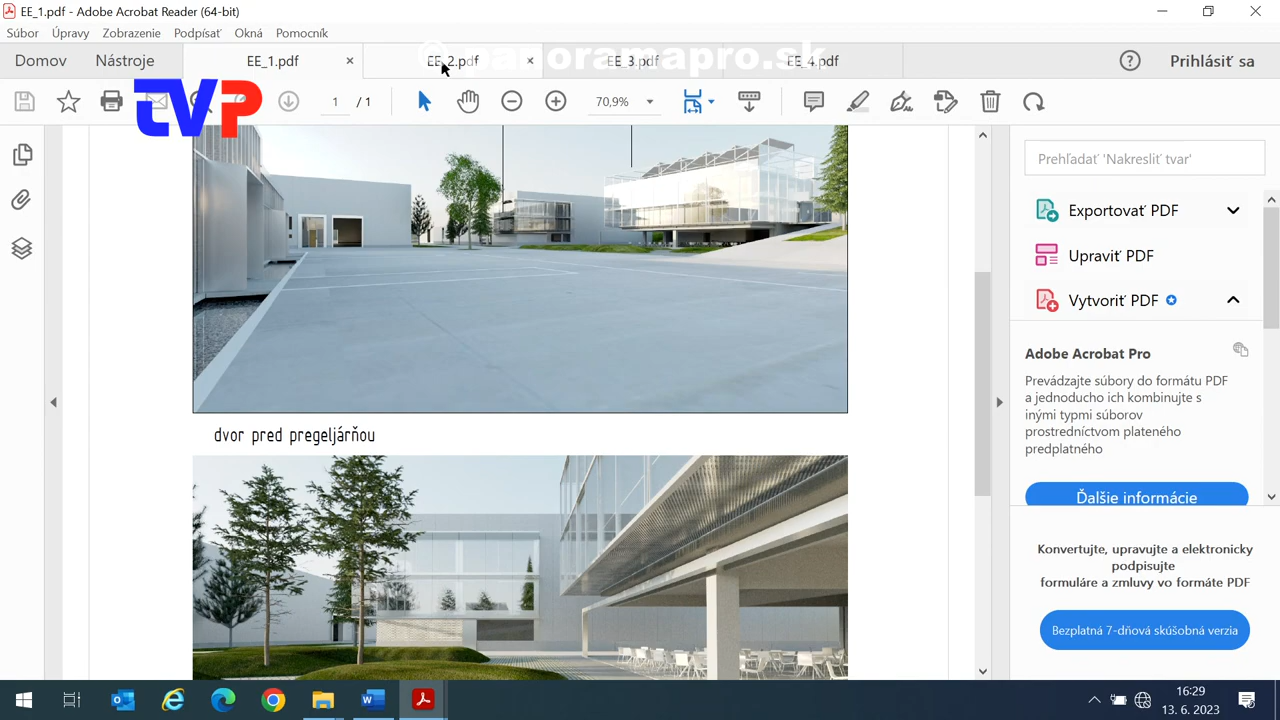 EE_1.pdf - Adobe Acrobat Reader (64-bit)
Súbor Úpravy Zobrazenie Podpísať Okná Pomocník
© panoramapro.sk
Domov Nástroje EE_1.pdf × EE_2.pdf × EE_3.pdf EE_4.pdf Prihlásiť sa
tVP
1 / 1 70,9%
Prehľadať 'Nakresliť tvar'
Exportovať PDF
Upraviť PDF
Vytvoriť PDF
dvor pred pregeljárňou
Adobe Acrobat Pro
Prevádzajte súbory do formátu PDF
a jednoducho ich kombinujte s
inými typmi súborov
prostredníctvom plateného
predplatného
Ďalšie informácie
Konvertujte, upravujte a elektronicky
podpisujte
formuláre a zmluvy vo formáte PDF
Bezplatná 7-dňová skúšobná verzia
16:29
13. 6. 2023